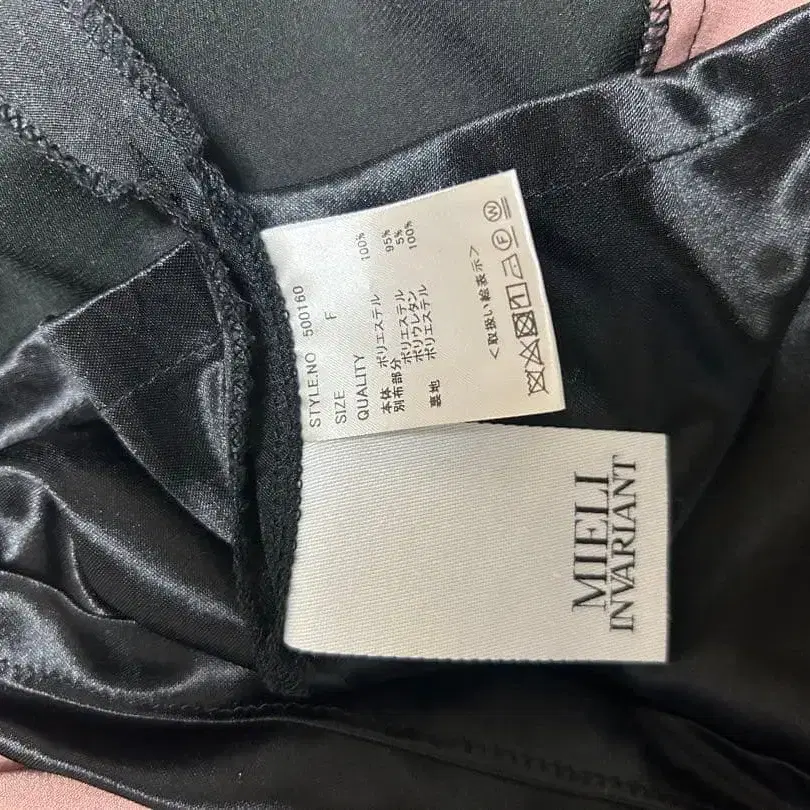 STYLE.NO 500160
SIZE F
QUALITY
本体 ポリエステル 100%
別布部分 ポリエステル 95%
ポリウレタン 5%
裏地 ポリエステル 100%
<取扱い絵表示>
F W
MIELI
INVARIANT